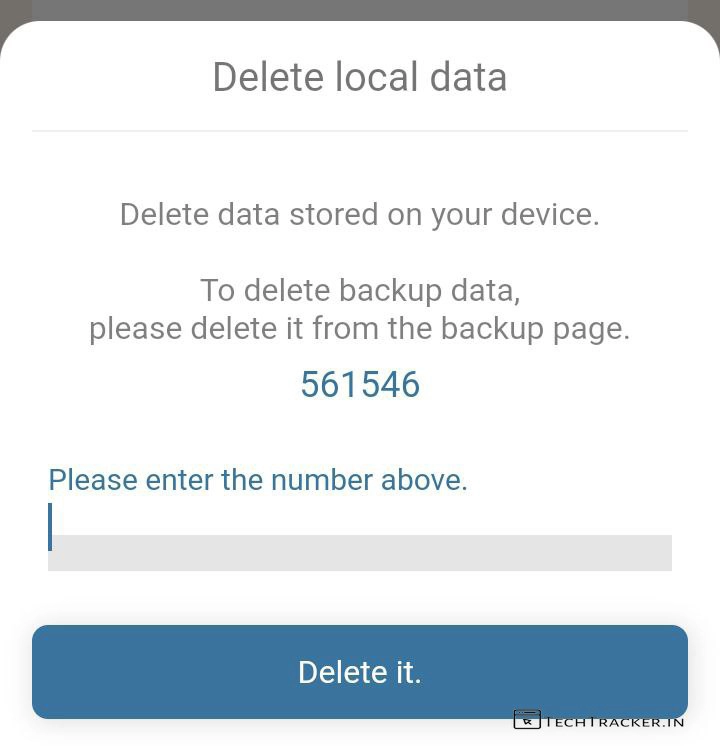 Delete local data
Delete data stored on your device.
To delete backup data,
please delete it from the backup page.
561546
Please enter the number above.
Delete it.
TECHTRACKER.IN